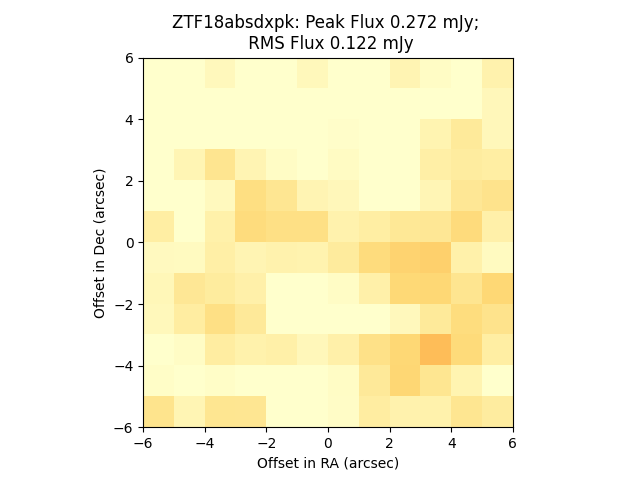 ZTF18absdxpk: Peak Flux 0.272 mJy;
RMS Flux 0.122 mJy
6
4
2
0
−2
−4
−6
Offset in Dec (arcsec)
−6 −4 −2 0 2 4 6
Offset in RA (arcsec)